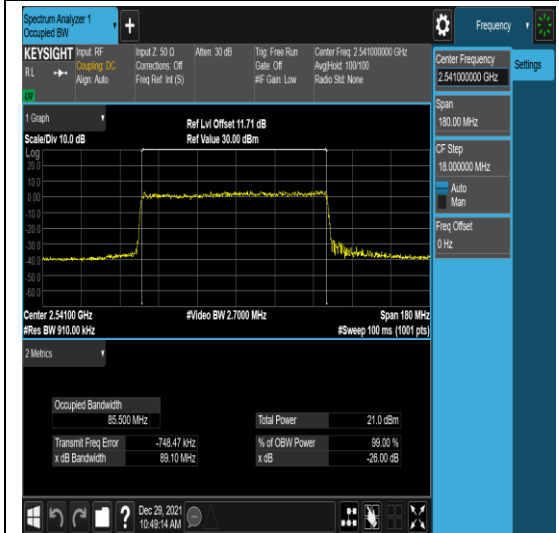 Spectrum Analyzer 1
Occupied BW
+
Frequency
KEYSIGHT
R L
Input: RF
Coupling: DC
Align: Auto
Input Z: 50 Ω
Corrections: Off
Freq Ref: Int (S)
Atten: 30 dB
Trig: Free Run
Gate: Off
#IF Gain: Low
Center Freq: 2.541000000 GHz
Avg|Hold: 100/100
Radio Std: None
Center Frequency
2.541000000 GHz
Settings
Span
180.00 MHz
CF Step
18.000000 MHz
Auto
Man
Freq Offset
0 Hz
1 Graph
Scale/Div 10.0 dB
Ref Lvl Offset 11.71 dB
Ref Value 30.00 dBm
Log
20.0
10.0
0.00
-10.0
-20.0
-30.0
-40.0
-50.0
-60.0
Center 2.54100 GHz
#Res BW 910.00 kHz
#Video BW 2.7000 MHz
Span 180 MHz
#Sweep 100 ms (1001 pts)
2 Metrics
Occupied Bandwidth
85.500 MHz
Total Power 21.0 dBm
Transmit Freq Error -748.47 kHz
% of OBW Power 99.00 %
x dB Bandwidth 89.10 MHz
x dB -26.00 dB
?
Dec 29, 2021
10:49:14 AM